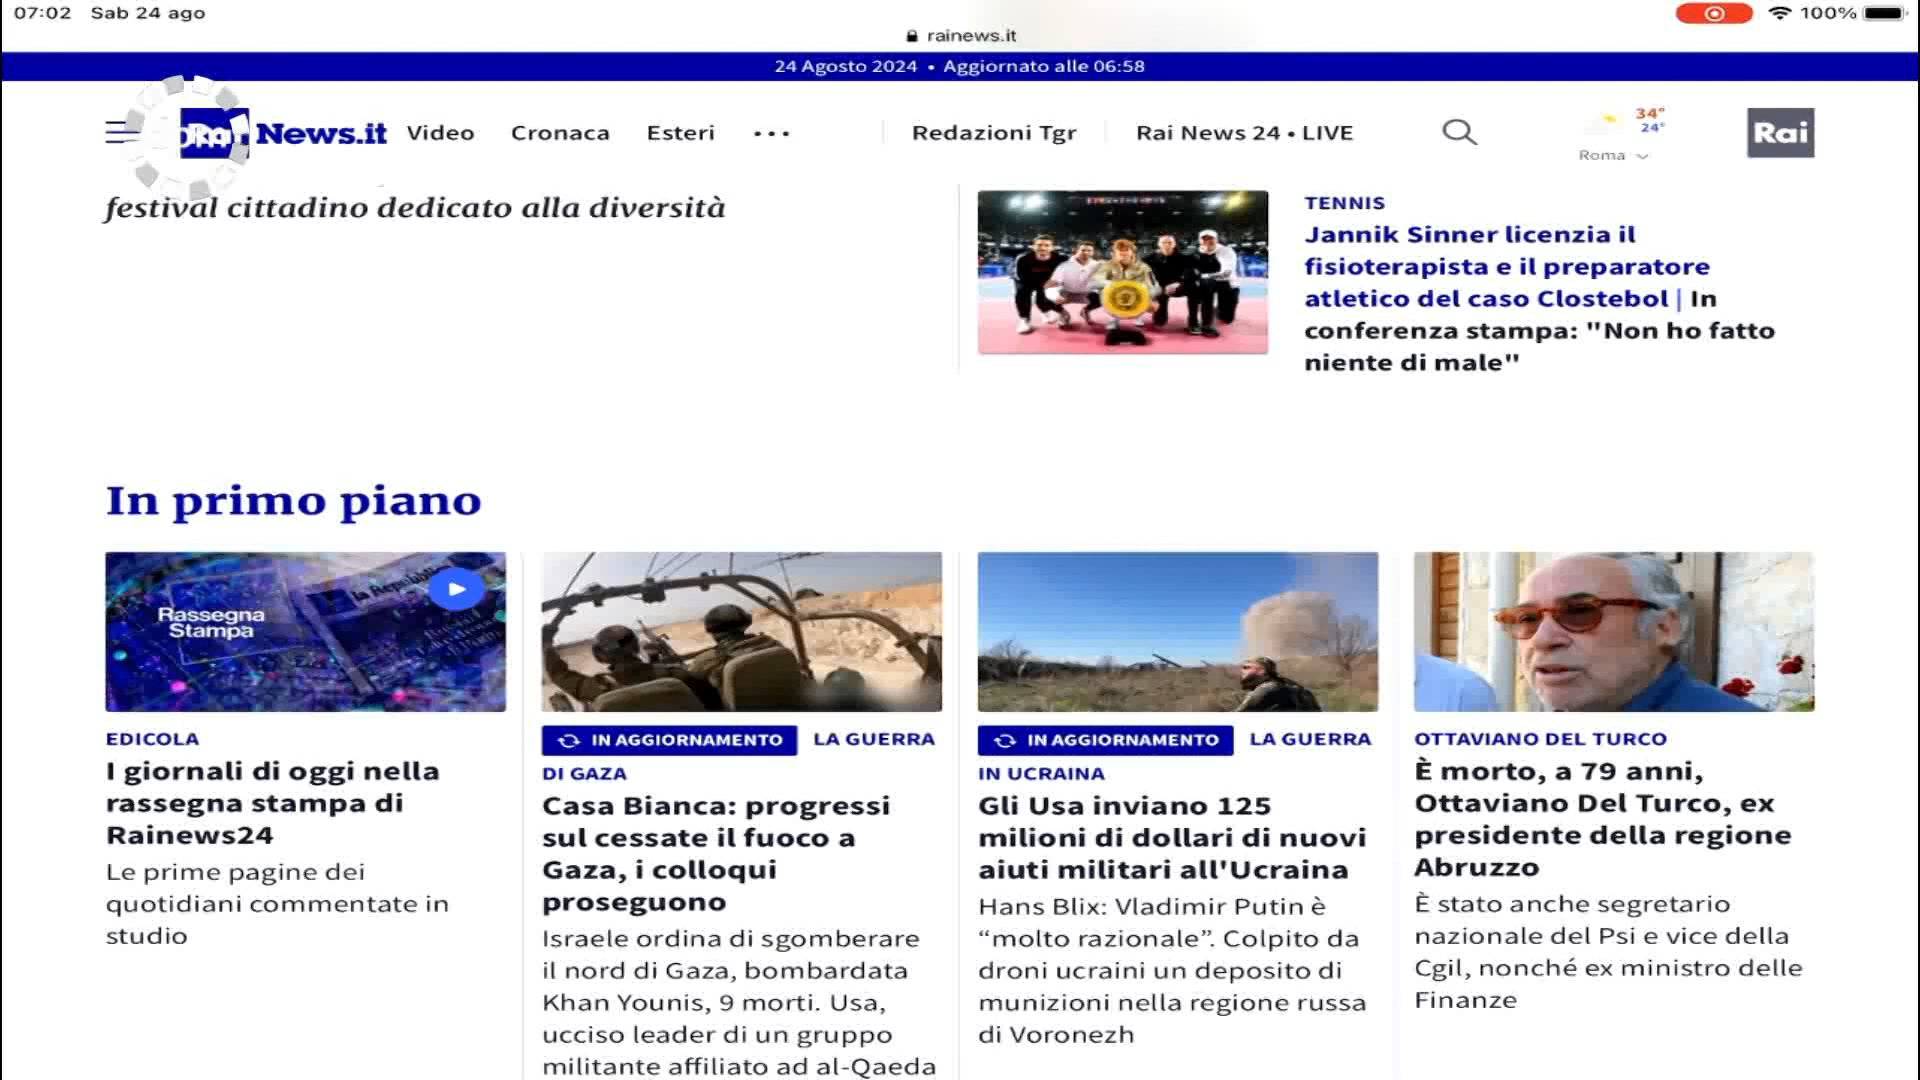 07:02 Sab 24 ago
100%
rainews.it
24 Agosto 2024 • Aggiornato alle 06:58
News.it Video Cronaca Esteri ••• Redazioni Tgr Rai News 24 • LIVE
34°
24°
Roma
Rai
festival cittadino dedicato alla diversità
TENNIS
Jannik Sinner licenzia il
fisioterapista e il preparatore
atletico del caso Clostebol | In
conferenza stampa: "Non ho fatto
niente di male"
In primo piano
Rassegna
Stampa
la Repubblica
EDICOLA
I giornali di oggi nella
rassegna stampa di
Rainews24
Le prime pagine dei
quotidiani commentate in
studio
IN AGGIORNAMENTO LA GUERRA
DI GAZA
Casa Bianca: progressi
sul cessate il fuoco a
Gaza, i colloqui
proseguono
Israele ordina di sgomberare
il nord di Gaza, bombardata
Khan Younis, 9 morti. Usa,
ucciso leader di un gruppo
militante affiliato ad al-Qaeda
IN AGGIORNAMENTO LA GUERRA
IN UCRAINA
Gli Usa inviano 125
milioni di dollari di nuovi
aiuti militari all'Ucraina
Hans Blix: Vladimir Putin è
“molto razionale”. Colpito da
droni ucraini un deposito di
munizioni nella regione russa
di Voronezh
OTTAVIANO DEL TURCO
È morto, a 79 anni,
Ottaviano Del Turco, ex
presidente della regione
Abruzzo
È stato anche segretario
nazionale del Psi e vice della
Cgil, nonché ex ministro delle
Finanze